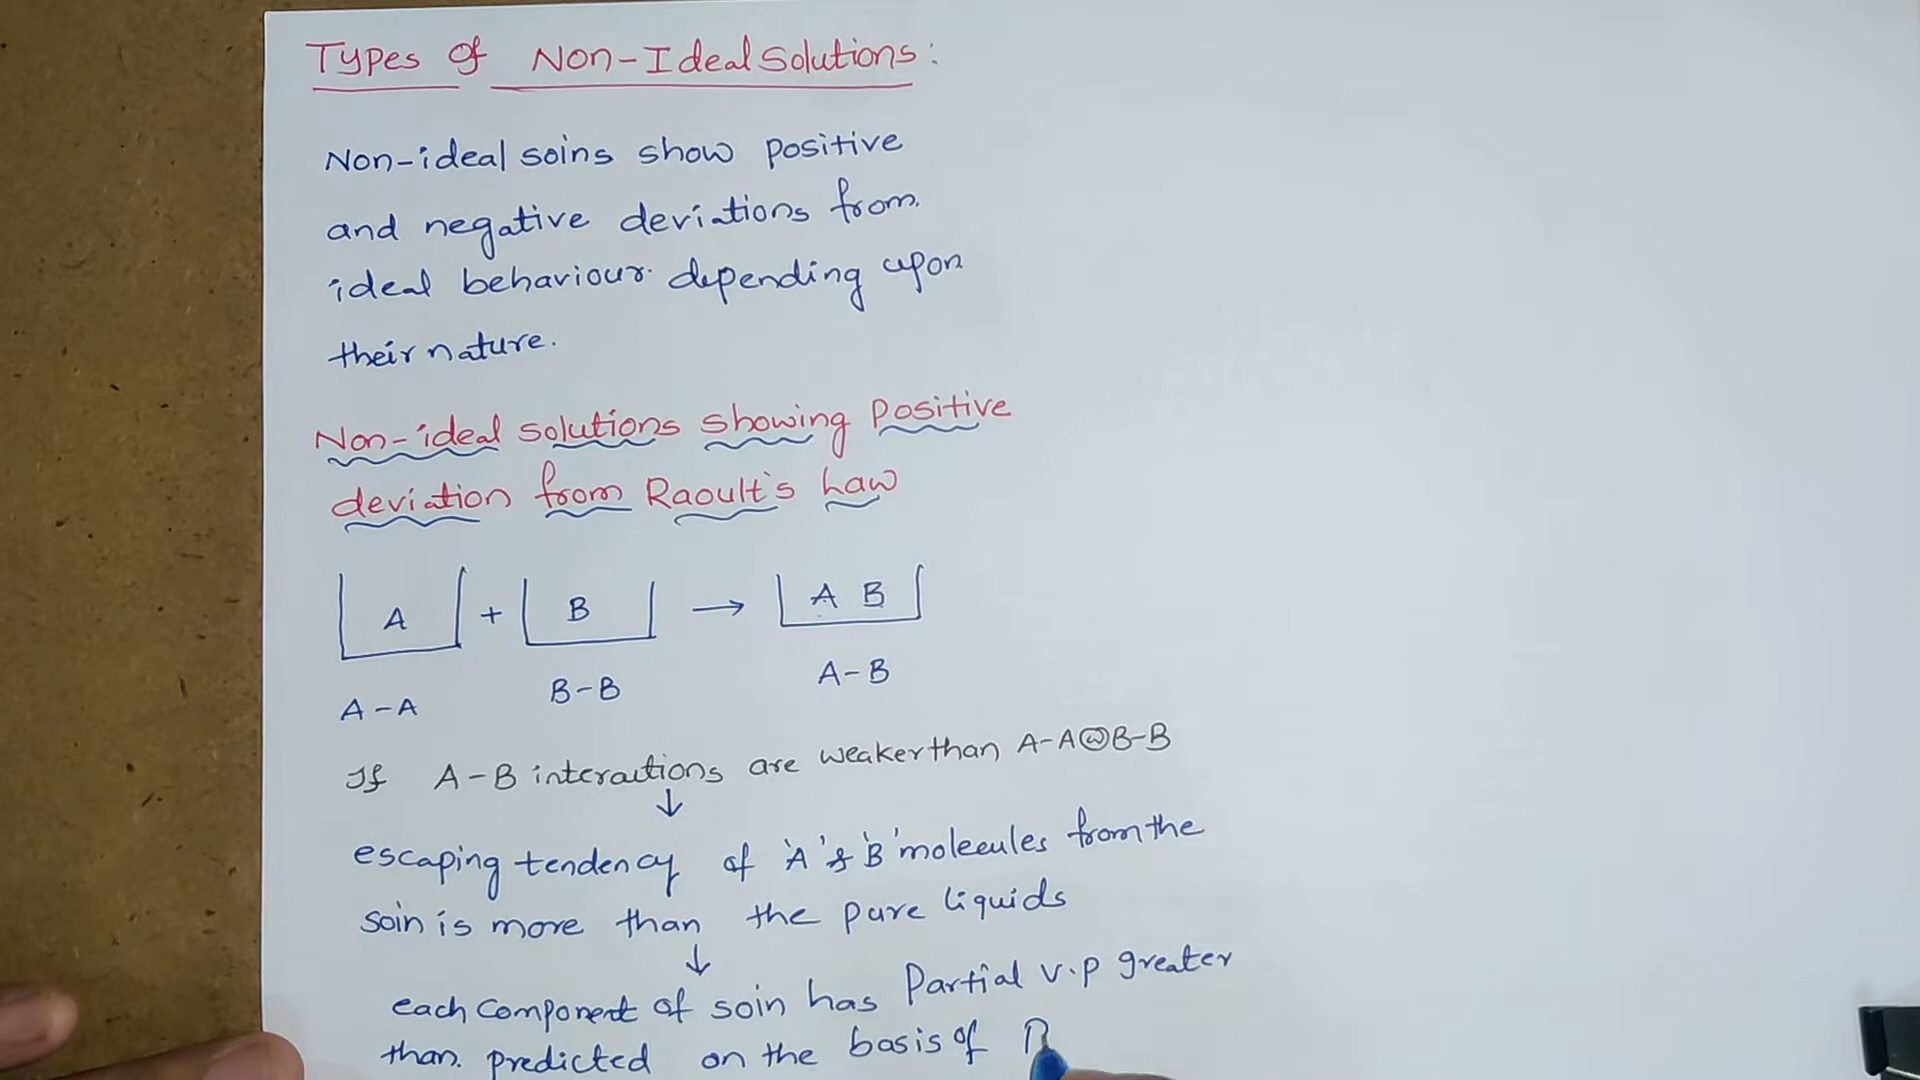 Types of Non-Ideal Solutions:
Non-ideal soins show positive
and negative deviations from
ideal behaviour depending upon
their nature.
Non-ideal solutions showing Positive
deviation from Raoult's Law
A + B → A B
A-A B-B A-B
If A-B interactions are weaker than A-A B-B
↓
escaping tendency of 'A' & 'B' molecules from the
soin is more than the pure liquids
↓
each component of soin has Partial v.p greater
than. predicted on the basis of